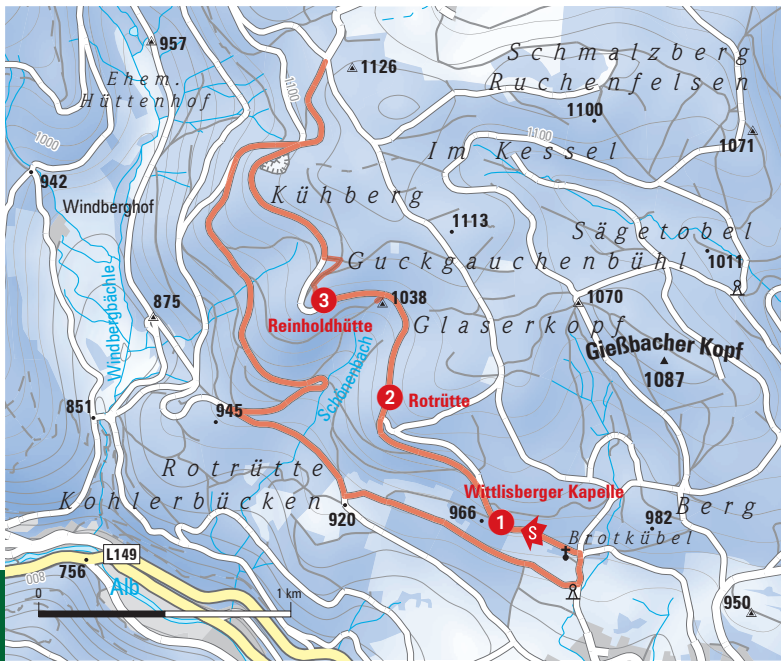 957
1126
Schmalzberg
Ehem.
Hüttenhof
Ruchenfelsen
1100
1100
1100
1071
1000
Im Kessel
942
Kühberg
Windberghof
1113
Sägetobel
Guckgauchenbühl
1011
Windbergbächle
875
3
1038
1070
Reinholdhütte
Glaserkopf
Gießbacher Kopf
1087
Schönenbach
2
Rotrütte
851
945
Rotrütte
Wittlisberger Kapelle
Kohlerbücken
920
966
1
S
982
Berg
Brotkübel
L149
756
800
Alb
0
1 km
950